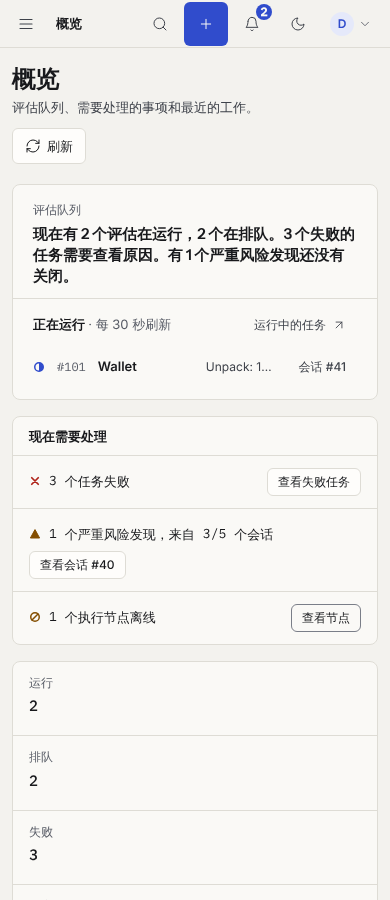 概览
2
D
概览
评估队列、需要处理的事项和最近的工作。
刷新
评估队列
现在有 2 个评估在运行，2 个在排队。3 个失败的
任务需要查看原因。有 1 个严重风险发现还没有
关闭。
正在运行 · 每 30 秒刷新
运行中的任务
#101 Wallet Unpack: 1... 会话 #41
现在需要处理
3 个任务失败
查看失败任务
1 个严重风险发现，来自 3/5 个会话
查看会话 #40
1 个执行节点离线
查看节点
运行
2
排队
2
失败
3